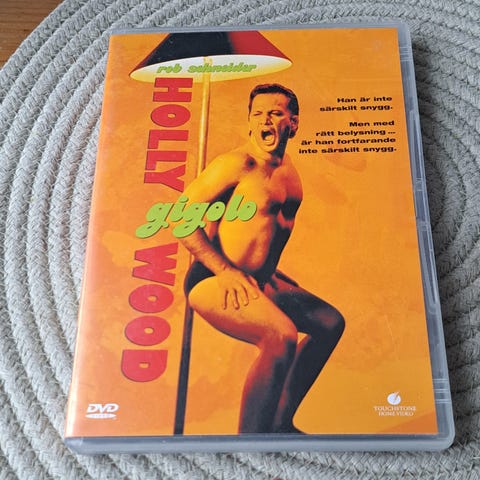 rob schneider
HOLLY WOOD
gigolo
Han är inte
särskilt snygg.
Men med
rätt belysning ...
är han fortfarande
inte särskilt snygg.
DVD
VIDEO
TOUCHSTONE
HOME VIDEO